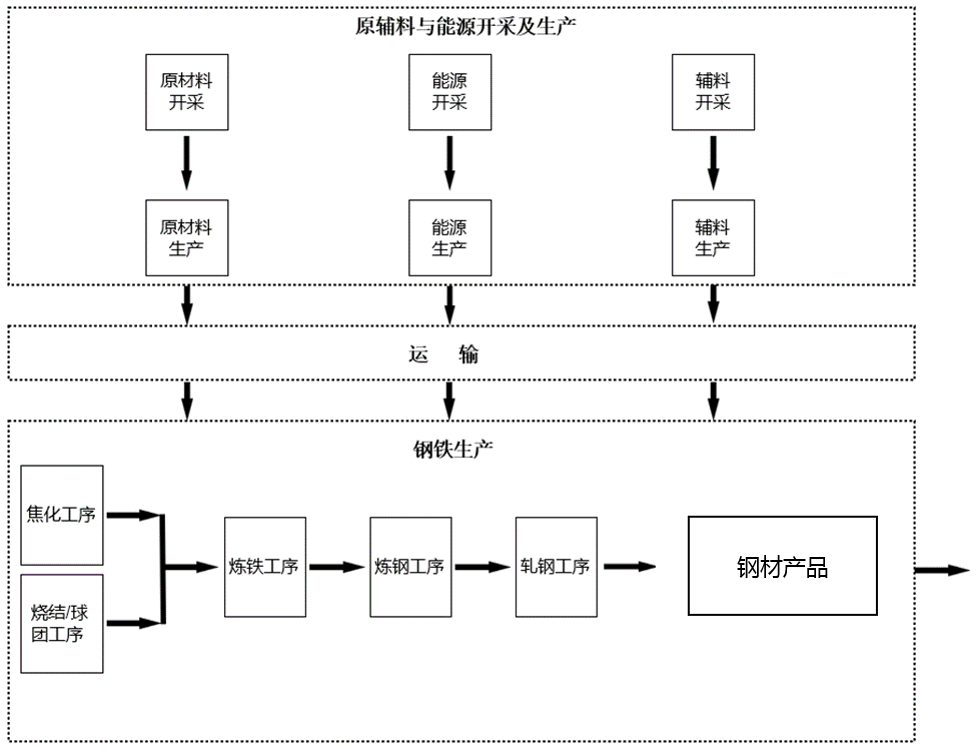 原辅料与能源开采及生产
原材料
开采
能源
开采
辅料
开采
原材料
生产
能源
生产
辅料
生产
运 输
钢铁生产
焦化工序
烧结/球
团工序
炼铁工序
炼钢工序
轧钢工序
钢材产品